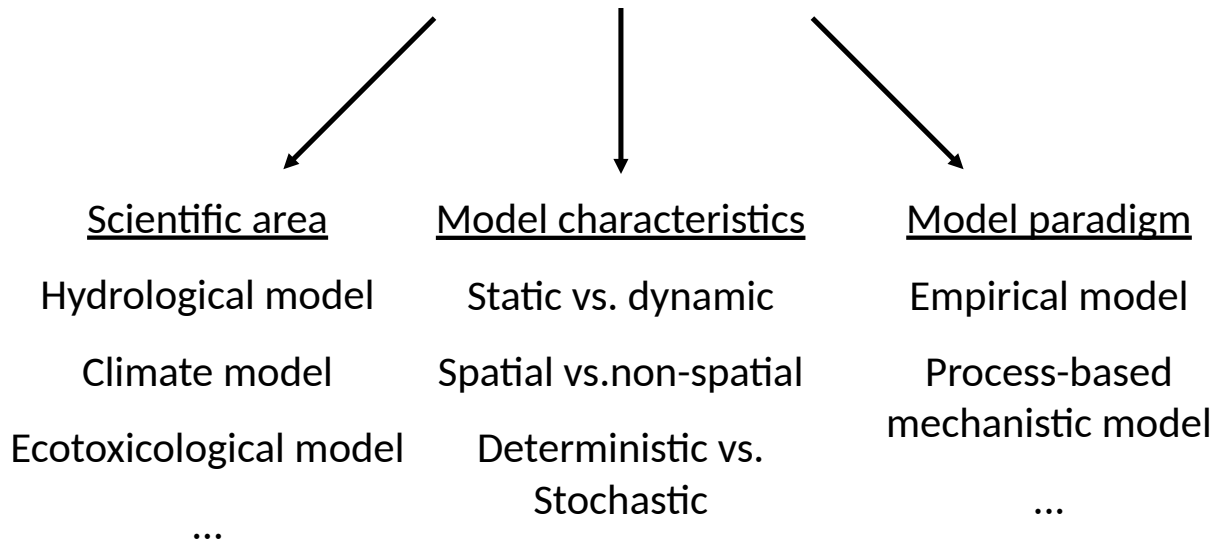 Scientific area
Hydrological model
Climate model
Ecotoxicological model
...
Model characteristics
Static vs. dynamic
Spatial vs.non-spatial
Deterministic vs.
Stochastic
Model paradigm
Empirical model
Process-based
mechanistic model
...